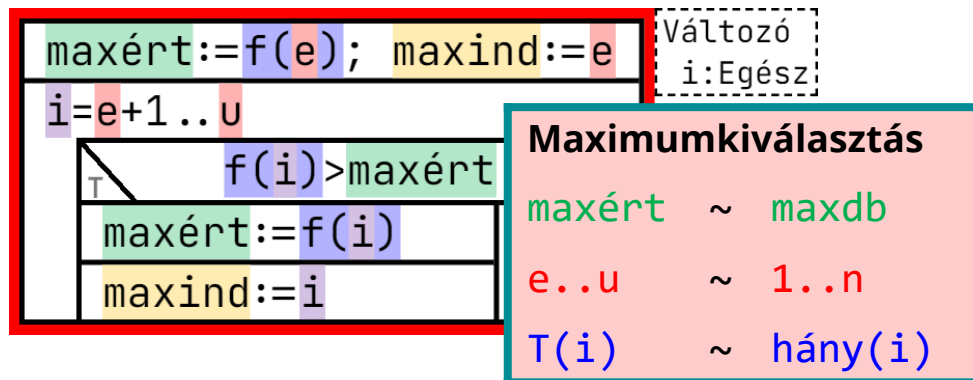 maxért:=f(e); maxind:=e
Változó
i:Egész
i=e+1..u
T
f(i)>maxért
maxért:=f(i)
maxind:=i
Maximumkiválasztás
maxért ~ maxdb
e..u ~ 1..n
T(i) ~ hány(i)